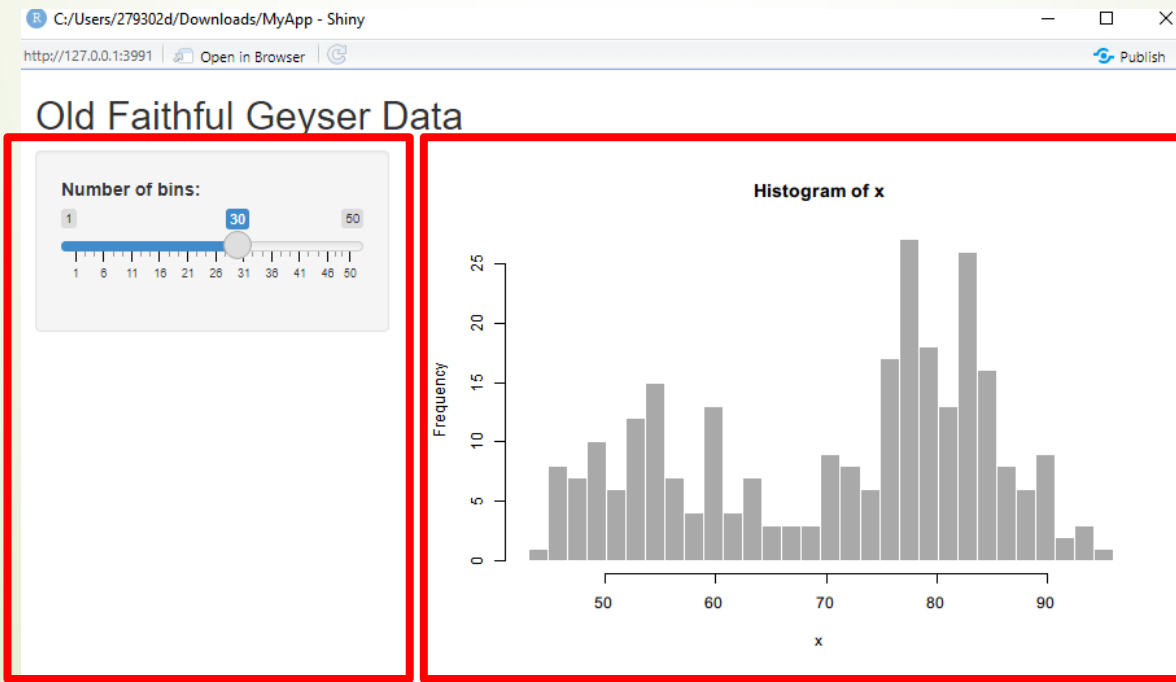 R C:/Users/279302d/Downloads/MyApp - Shiny
http://127.0.0.1:3991 Open in Browser Publish
Old Faithful Geyser Data
Number of bins:
1 30 50
1 6 11 16 21 26 31 36 41 46 50
Histogram of x
Frequency
25
20
15
10
5
0
50 60 70 80 90
x